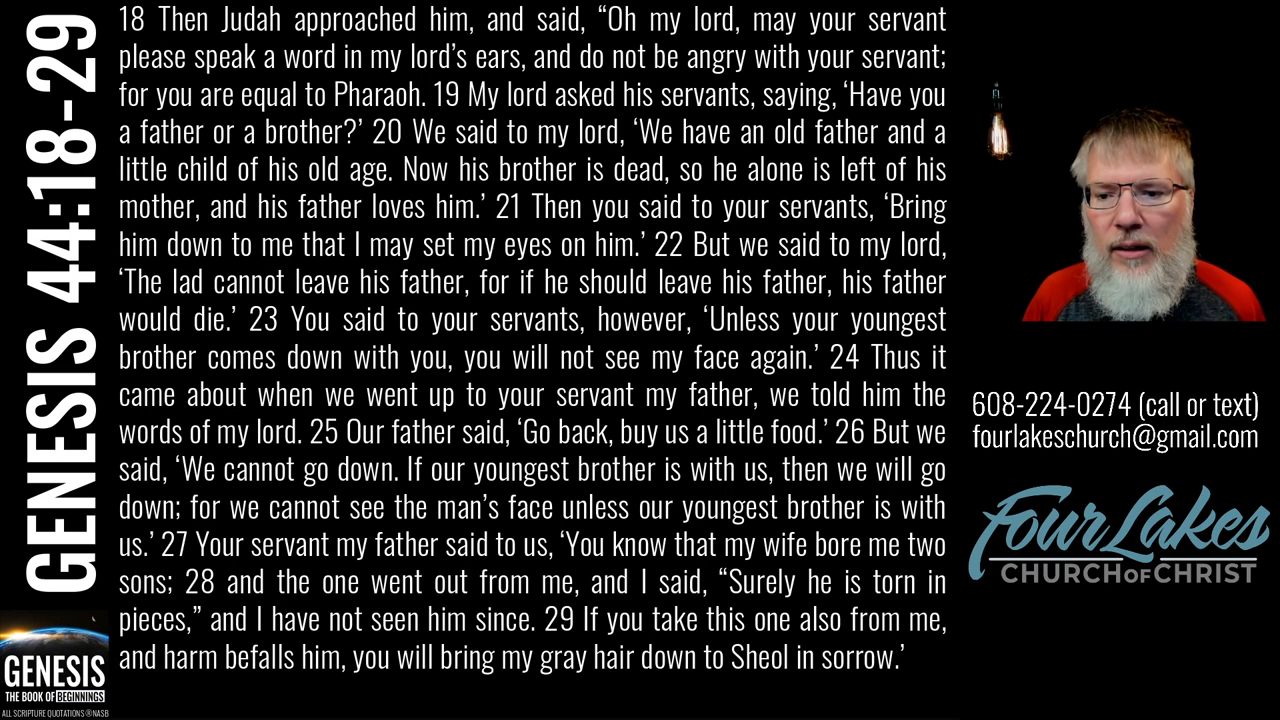 GENESIS 44:18-29
18 Then Judah approached him, and said, “Oh my lord, may your servant
please speak a word in my lord’s ears, and do not be angry with your servant;
for you are equal to Pharaoh. 19 My lord asked his servants, saying, ‘Have you
a father or a brother?’ 20 We said to my lord, ‘We have an old father and a
little child of his old age. Now his brother is dead, so he alone is left of his
mother, and his father loves him.’ 21 Then you said to your servants, ‘Bring
him down to me that I may set my eyes on him.’ 22 But we said to my lord,
‘The lad cannot leave his father, for if he should leave his father, his father
would die.’ 23 You said to your servants, however, ‘Unless your youngest
brother comes down with you, you will not see my face again.’ 24 Thus it
came about when we went up to your servant my father, we told him the
words of my lord. 25 Our father said, ‘Go back, buy us a little food.’ 26 But we
said, ‘We cannot go down. If our youngest brother is with us, then we will go
down; for we cannot see the man’s face unless our youngest brother is with
us.’ 27 Your servant my father said to us, ‘You know that my wife bore me two
sons; 28 and the one went out from me, and I said, “Surely he is torn in
pieces,” and I have not seen him since. 29 If you take this one also from me,
and harm befalls him, you will bring my gray hair down to Sheol in sorrow.’
608-224-0274 (call or text)
fourlakeschurch@gmail.com
Four Lakes
CHURCH OF CHRIST
GENESIS
THE BOOK OF BEGINNINGS
ALL SCRIPTURE QUOTATIONS ® NASB